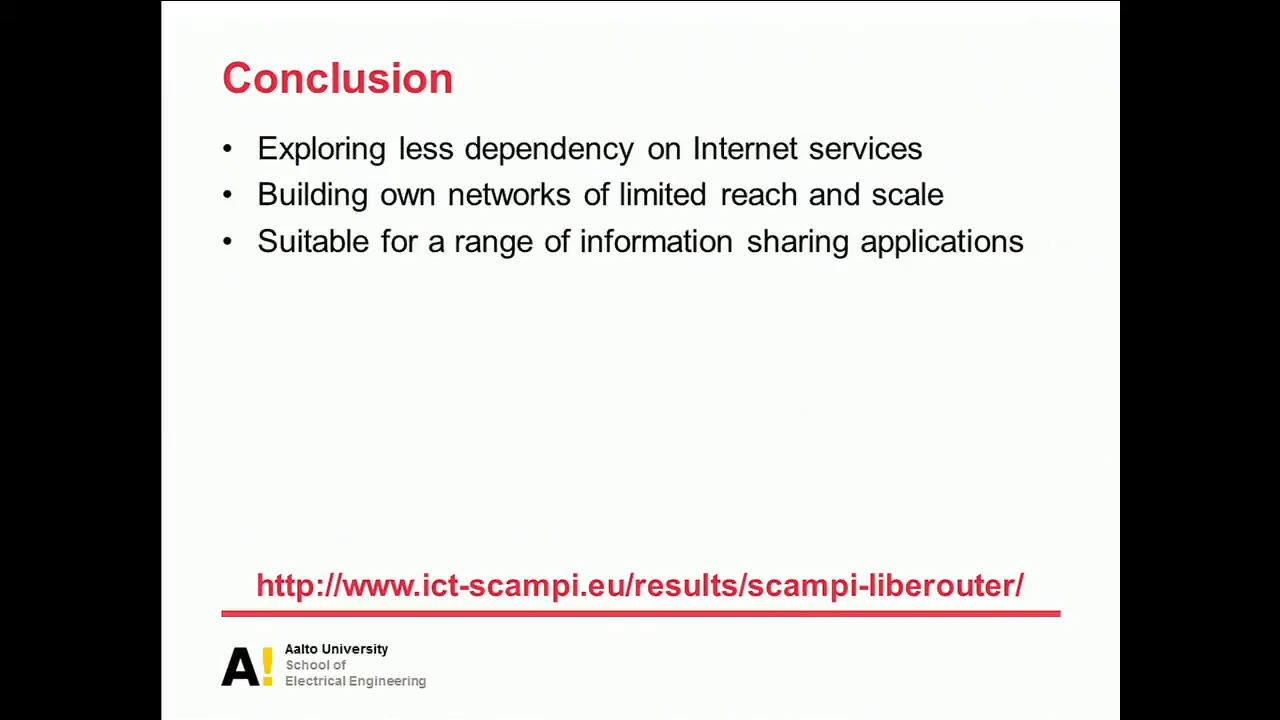 Conclusion
• Exploring less dependency on Internet services
• Building own networks of limited reach and scale
• Suitable for a range of information sharing applications
http://www.ict-scampi.eu/results/scampi-liberouter/
A!
Aalto University
School of
Electrical Engineering